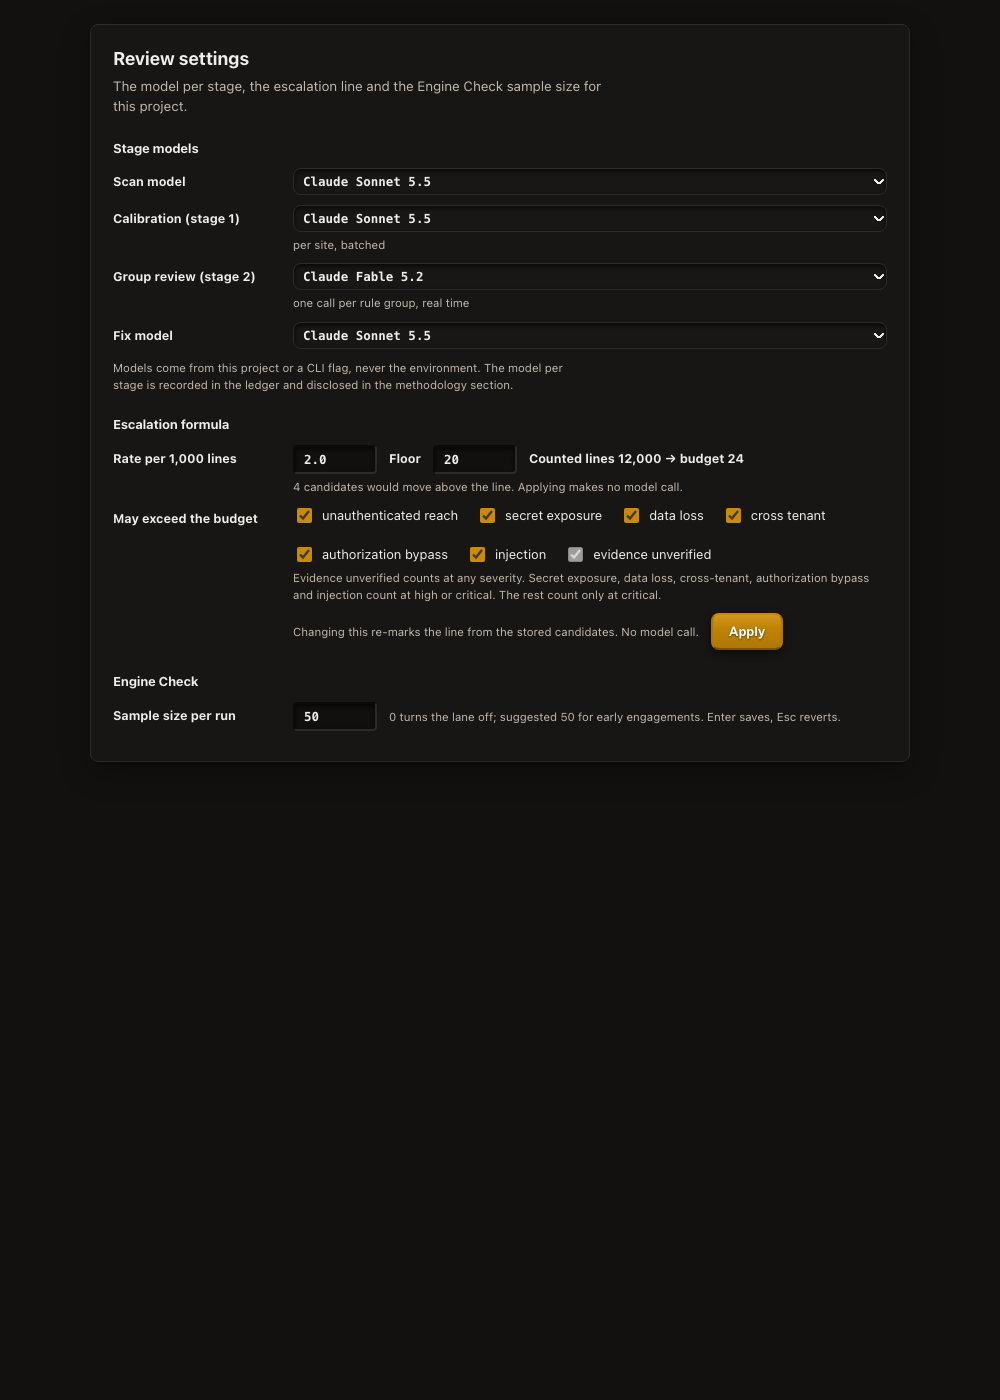 Review settings
The model per stage, the escalation line and the Engine Check sample size for
this project.
Stage models
Scan model
Claude Sonnet 5.5
Calibration (stage 1)
Claude Sonnet 5.5
per site, batched
Group review (stage 2)
Claude Fable 5.2
one call per rule group, real time
Fix model
Claude Sonnet 5.5
Models come from this project or a CLI flag, never the environment. The model per
stage is recorded in the ledger and disclosed in the methodology section.
Escalation formula
Rate per 1,000 lines
2.0
Floor
20
Counted lines 12,000 → budget 24
4 candidates would move above the line. Applying makes no model call.
May exceed the budget
unauthenticated reach
secret exposure
data loss
cross tenant
authorization bypass
injection
evidence unverified
Evidence unverified counts at any severity. Secret exposure, data loss, cross-tenant, authorization bypass
and injection count at high or critical. The rest count only at critical.
Changing this re-marks the line from the stored candidates. No model call.
Apply
Engine Check
Sample size per run
50
0 turns the lane off; suggested 50 for early engagements. Enter saves, Esc reverts.